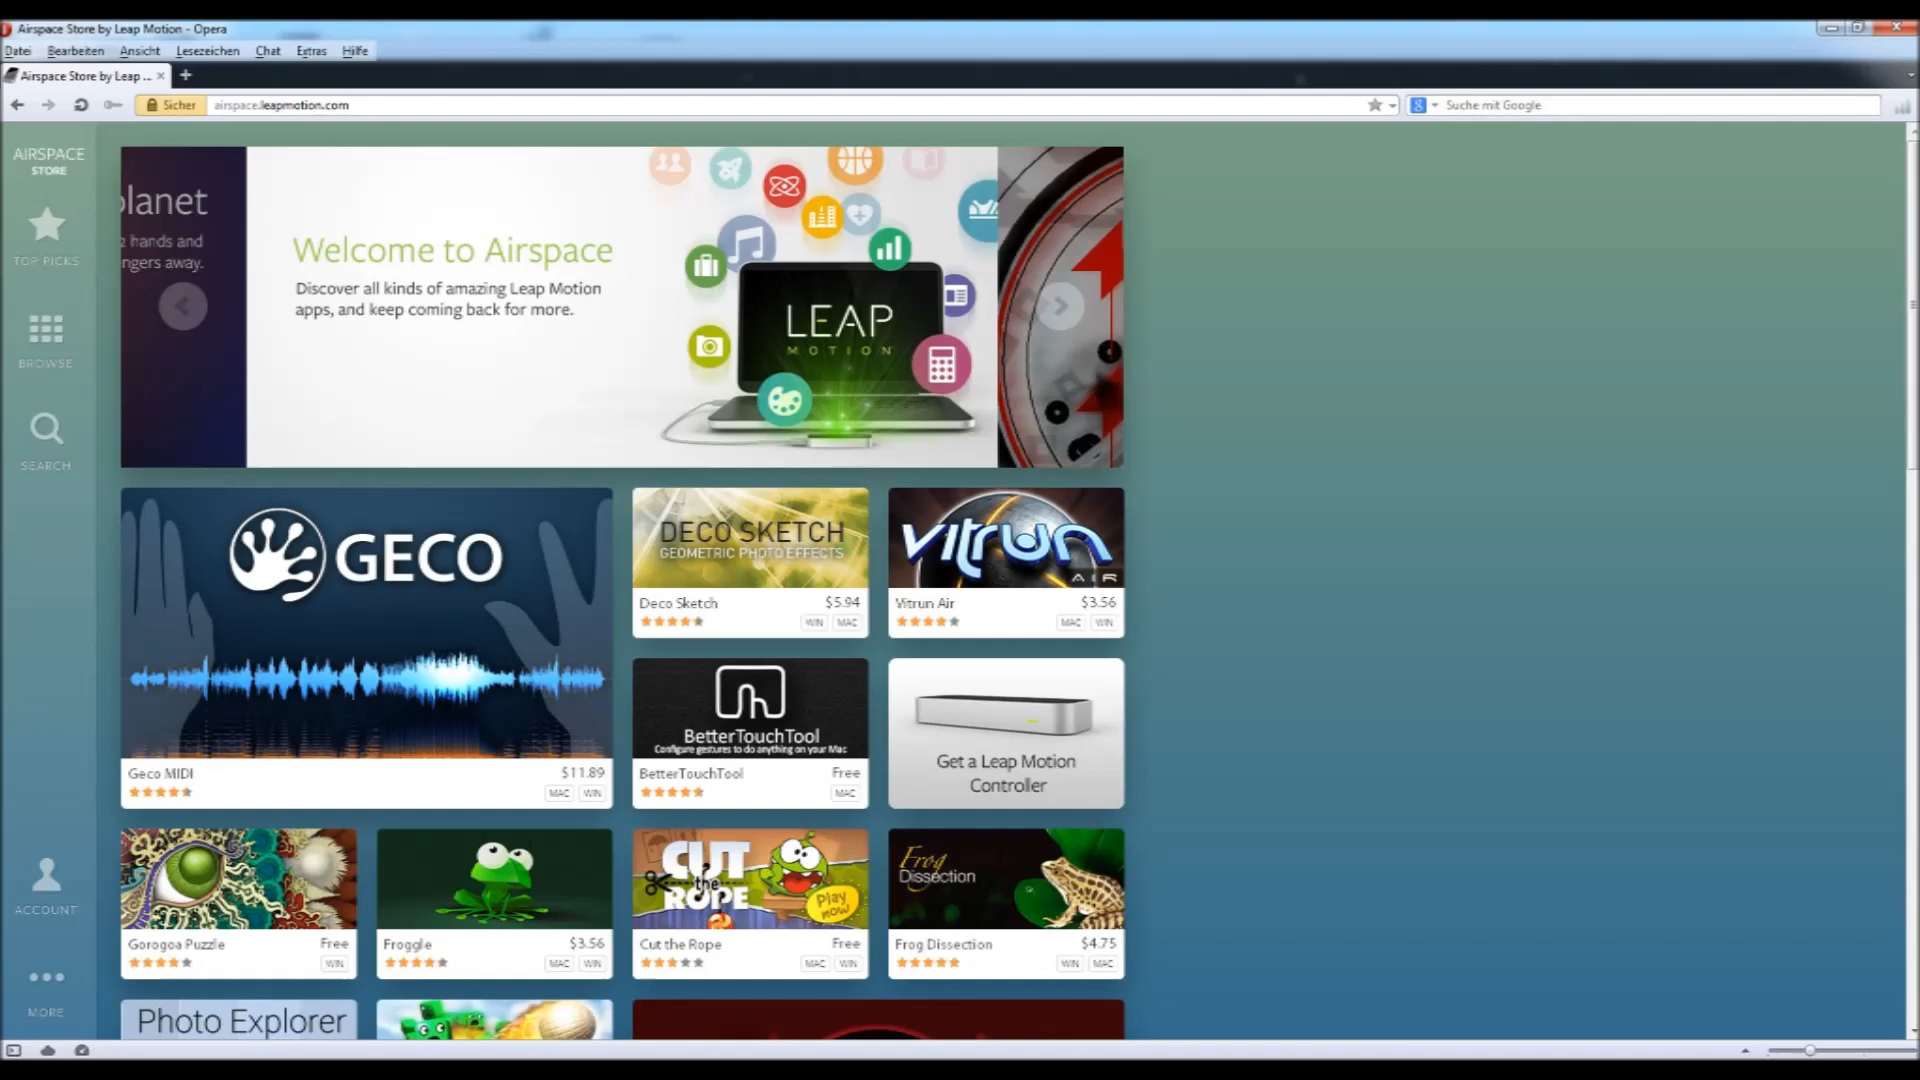 Airspace Store by Leap Motion - Opera
Datei Bearbeiten Ansicht Lesezeichen Chat Extras Hilfe
Airspace Store by Leap ...
Sicher airspace.leapmotion.com
Suche mit Google
AIRSPACE
STORE
TOP PICKS
BROWSE
SEARCH
ACCOUNT
MORE
planet
hands and
ngers away.
Welcome to Airspace
Discover all kinds of amazing Leap Motion
apps, and keep coming back for more.
LEAP
MOTION
GECO
Geco MIDI $11.89
MAC WIN
DECO SKETCH
GEOMETRIC PHOTO EFFECTS
Deco Sketch $5.94
WIN MAC
vitrun
AIR
Vitrun Air $3.56
MAC WIN
BetterTouchTool
Configure gestures to do anything on your Mac
BetterTouchTool Free
MAC
Get a Leap Motion
Controller
Gorogoa Puzzle Free
WIN
Froggle $3.56
MAC WIN
CUT
the
ROPE
play
now
Cut the Rope Free
MAC WIN
Frog
Dissection
Frog Dissection $4.75
WIN MAC
Photo Explorer